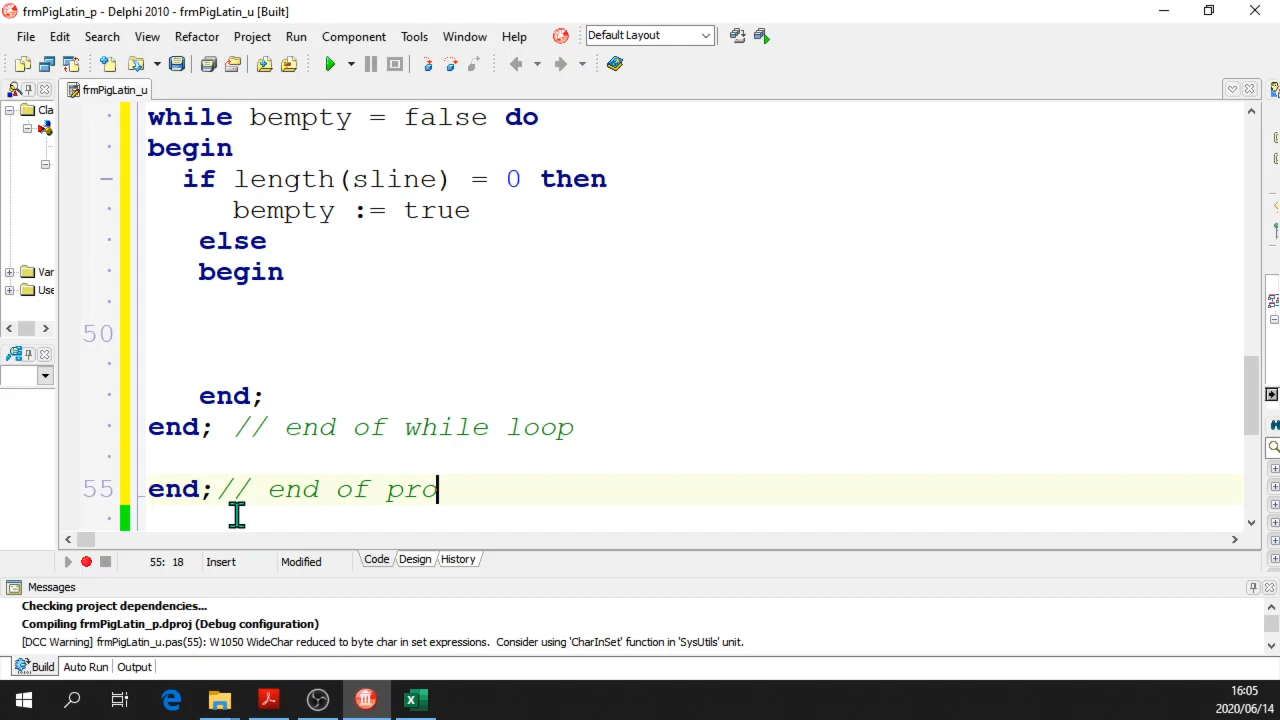 frmPigLatin_p - Delphi 2010 - frmPigLatin_u [Built]
File Edit Search View Refactor Project Run Component Tools Window Help Default Layout
frmPigLatin_u
Cla
Var
Use
while bempty = false do
begin
if length(sline) = 0 then
bempty := true
else
begin
50
end;
end; // end of while loop
55 end;// end of pro
55: 18 Insert Modified Code Design History
Messages
Checking project dependencies...
Compiling frmPigLatin_p.dproj (Debug configuration)
[DCC Warning] frmPigLatin_u.pas(55): W1050 WideChar reduced to byte char in set expressions. Consider using 'CharInSet' function in 'SysUtils' unit.
Build Auto Run Output
16:05
2020/06/14